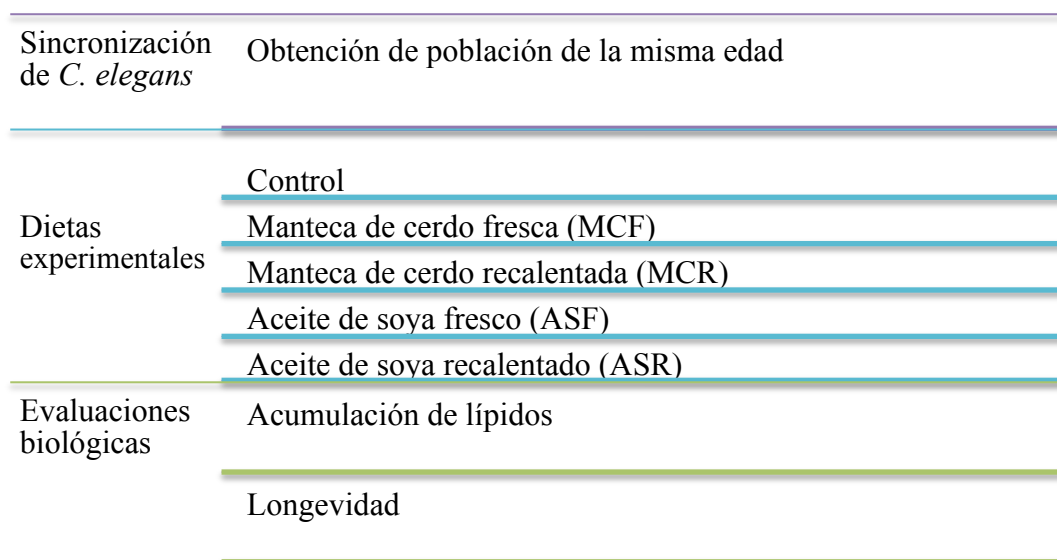 Sincronización
de C. elegans
Obtención de población de la misma edad
Dietas
experimentales
Control
Manteca de cerdo fresca (MCF)
Manteca de cerdo recalentada (MCR)
Aceite de soya fresco (ASF)
Aceite de soya recalentado (ASR)
Evaluaciones
biológicas
Acumulación de lípidos
Longevidad